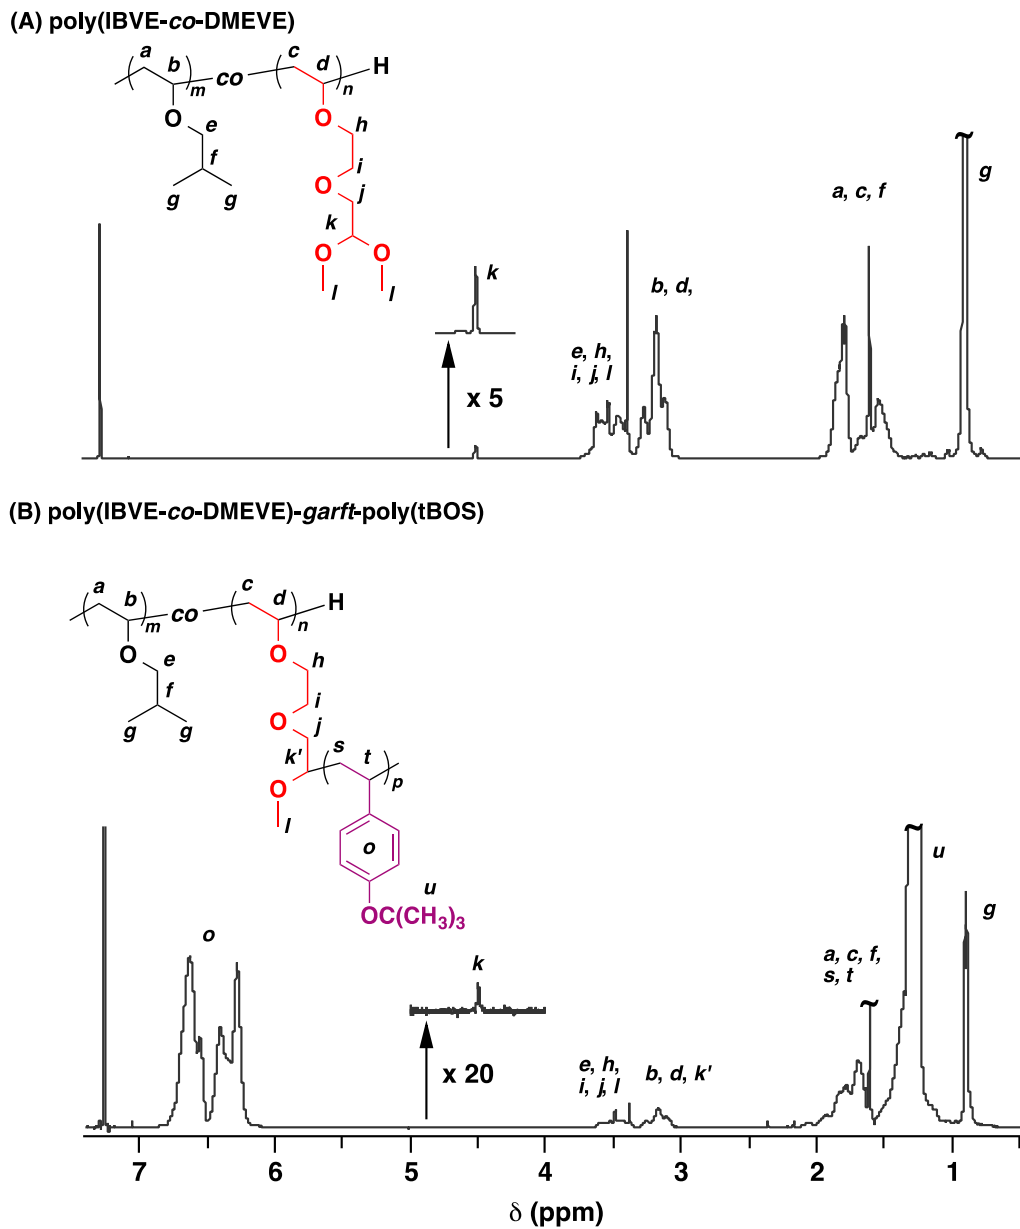 (A) poly(IBVE-co-DMEVE)
a b m co c d n H
O e f g g
O h i O j k O O l l
k
x 5
e, h,
i, j, l
b, d,
a, c, f
~
g
(B) poly(IBVE-co-DMEVE)-garft-poly(tBOS)
a b m co c d n H
O e f g g
O h i O j k' s t p
O l
o
u
OC(CH3)3
o
k
x 20
e, h,
i, j, l
b, d, k'
a, c, f,
s, t
~
~
u
g
7 6 5 4 3 2 1
δ (ppm)